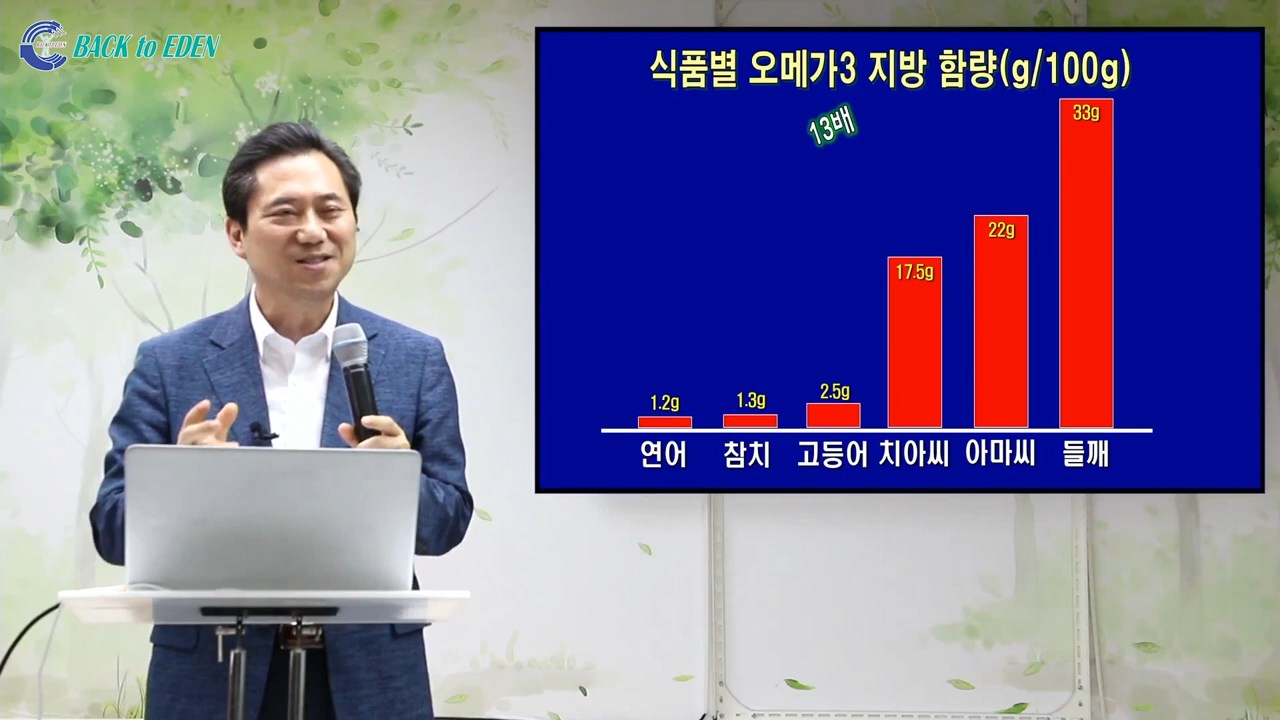 BACK to EDEN
식품별 오메가3 지방 함량(g/100g)
13배
33g
22g
17.5g
2.5g
1.3g
1.2g
연어 참치 고등어 치아씨 아마씨 들깨